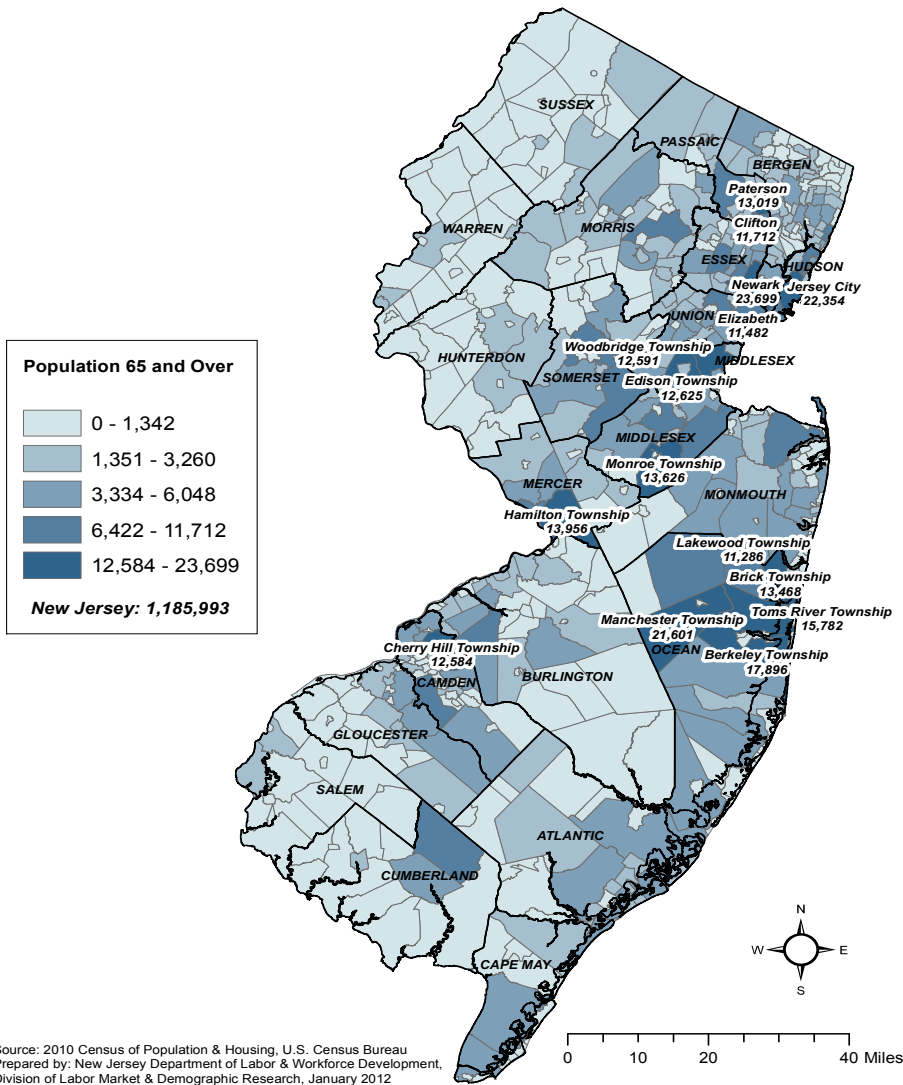 SUSSEX
PASSAIC
BERGEN
Paterson
13,019
Clifton
11,712
WARREN
MORRIS
ESSEX
HUDSON
Newark
23,699
Jersey City
22,354
UNION
Elizabeth
11,482
HUNTERDON
Woodbridge Township
12,591
MIDDLESEX
SOMERSET
Edison Township
12,625
MIDDLESEX
Monroe Township
13,626
MERCER
MONMOUTH
Hamilton Township
13,956
Lakewood Township
11,286
Brick Township
13,468
Toms River Township
15,782
Manchester Township
21,601
OCEAN
Berkeley Township
17,896
Cherry Hill Township
12,584
CAMDEN
BURLINGTON
GLOUCESTER
SALEM
ATLANTIC
CUMBERLAND
CAPE MAY
Population 65 and Over
0 - 1,342
1,351 - 3,260
3,334 - 6,048
6,422 - 11,712
12,584 - 23,699
New Jersey: 1,185,993
N
W
E
S
0 10 20 40 Miles
Source: 2010 Census of Population & Housing, U.S. Census Bureau
Prepared by: New Jersey Department of Labor & Workforce Development,
Division of Labor Market & Demographic Research, January 2012